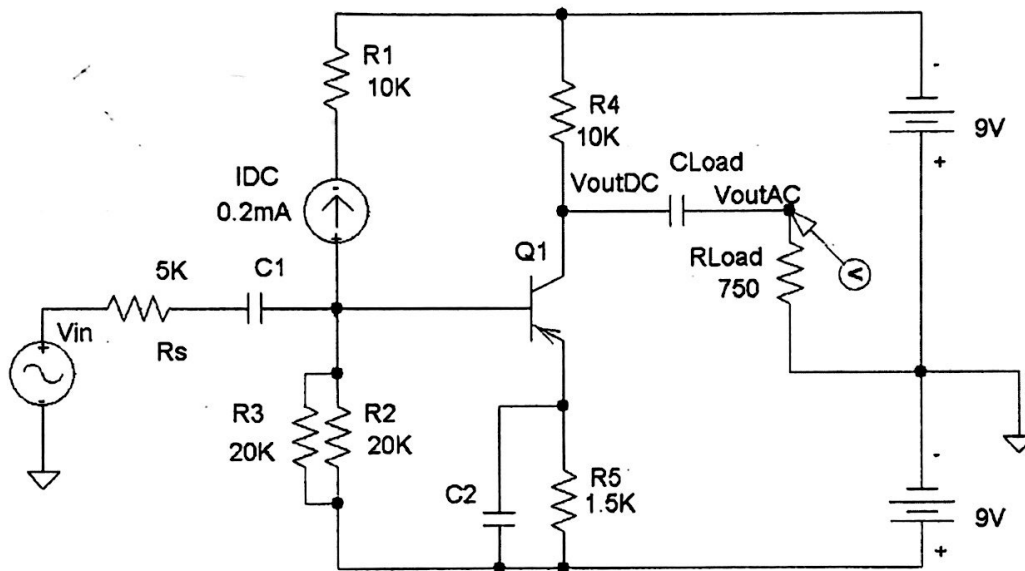 R1
10K
R4
10K
-
9V
+
IDC
0.2mA
-
+
VoutDC
CLoad
VoutAC
V
RLoad
750
Q1
5K
C1
Vin
Rs
+
-
R3
20K
R2
20K
C2
R5
1.5K
-
9V
+